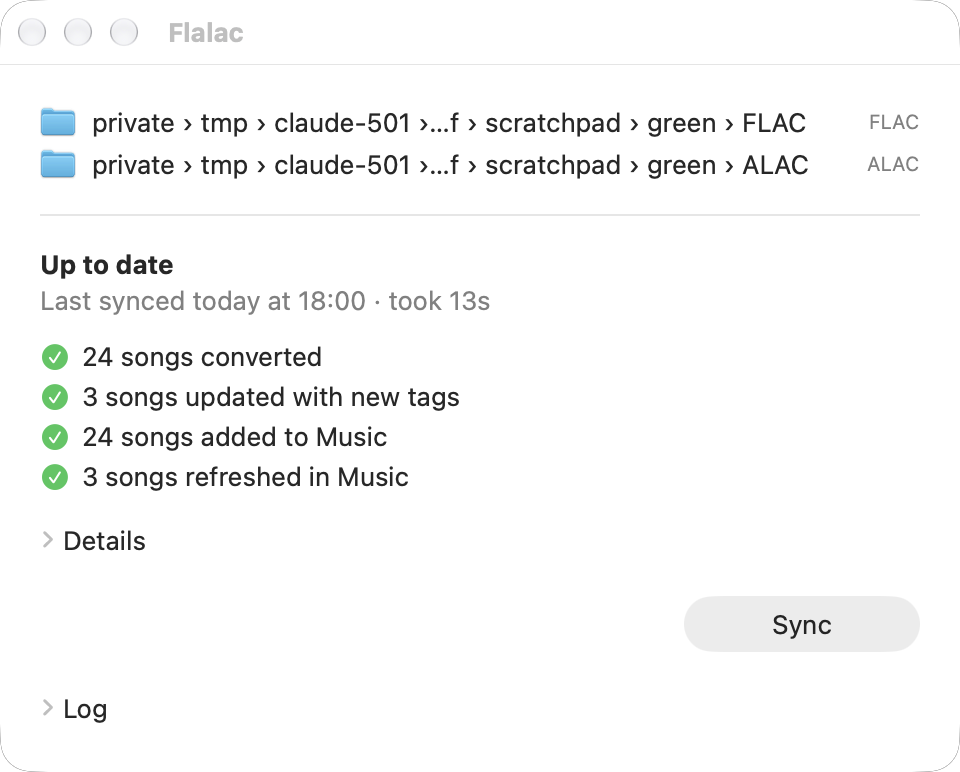 Flalac
private › tmp › claude-501 ›...f › scratchpad › green › FLAC FLAC
private › tmp › claude-501 ›...f › scratchpad › green › ALAC ALAC
Up to date
Last synced today at 18:00 · took 13s
24 songs converted
3 songs updated with new tags
24 songs added to Music
3 songs refreshed in Music
Details
Sync
Log